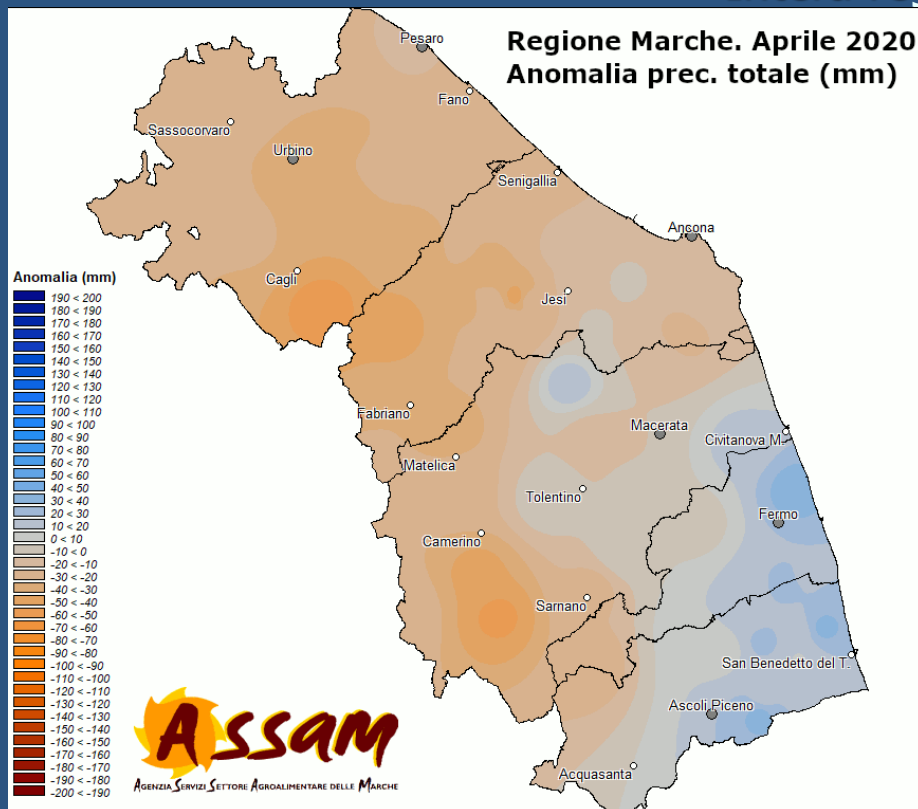 Regione Marche. Aprile 2020
Anomalia prec. totale (mm)
Pesaro
Fano
Sassocorvaro
Urbino
Senigallia
Ancona
Cagli
Jesi
Fabriano
Macerata
Civitanova M.
Matelica
Tolentino
Fermo
Camerino
Sarnano
San Benedetto del T.
Ascoli Piceno
Acquasanta
Anomalia (mm)
190 < 200
180 < 190
170 < 180
160 < 170
150 < 160
140 < 150
130 < 140
120 < 130
110 < 120
100 < 110
90 < 100
80 < 90
70 < 80
60 < 70
50 < 60
40 < 50
30 < 40
20 < 30
10 < 20
0 < 10
-10 < 0
-20 < -10
-30 < -20
-40 < -30
-50 < -40
-60 < -50
-70 < -60
-80 < -70
-90 < -80
-100 < -90
-110 < -100
-120 < -110
-130 < -120
-140 < -130
-150 < -140
-160 < -150
-170 < -160
-180 < -170
-190 < -180
-200 < -190
Assam
Agenzia Servizi Settore Agroalimentare delle Marche